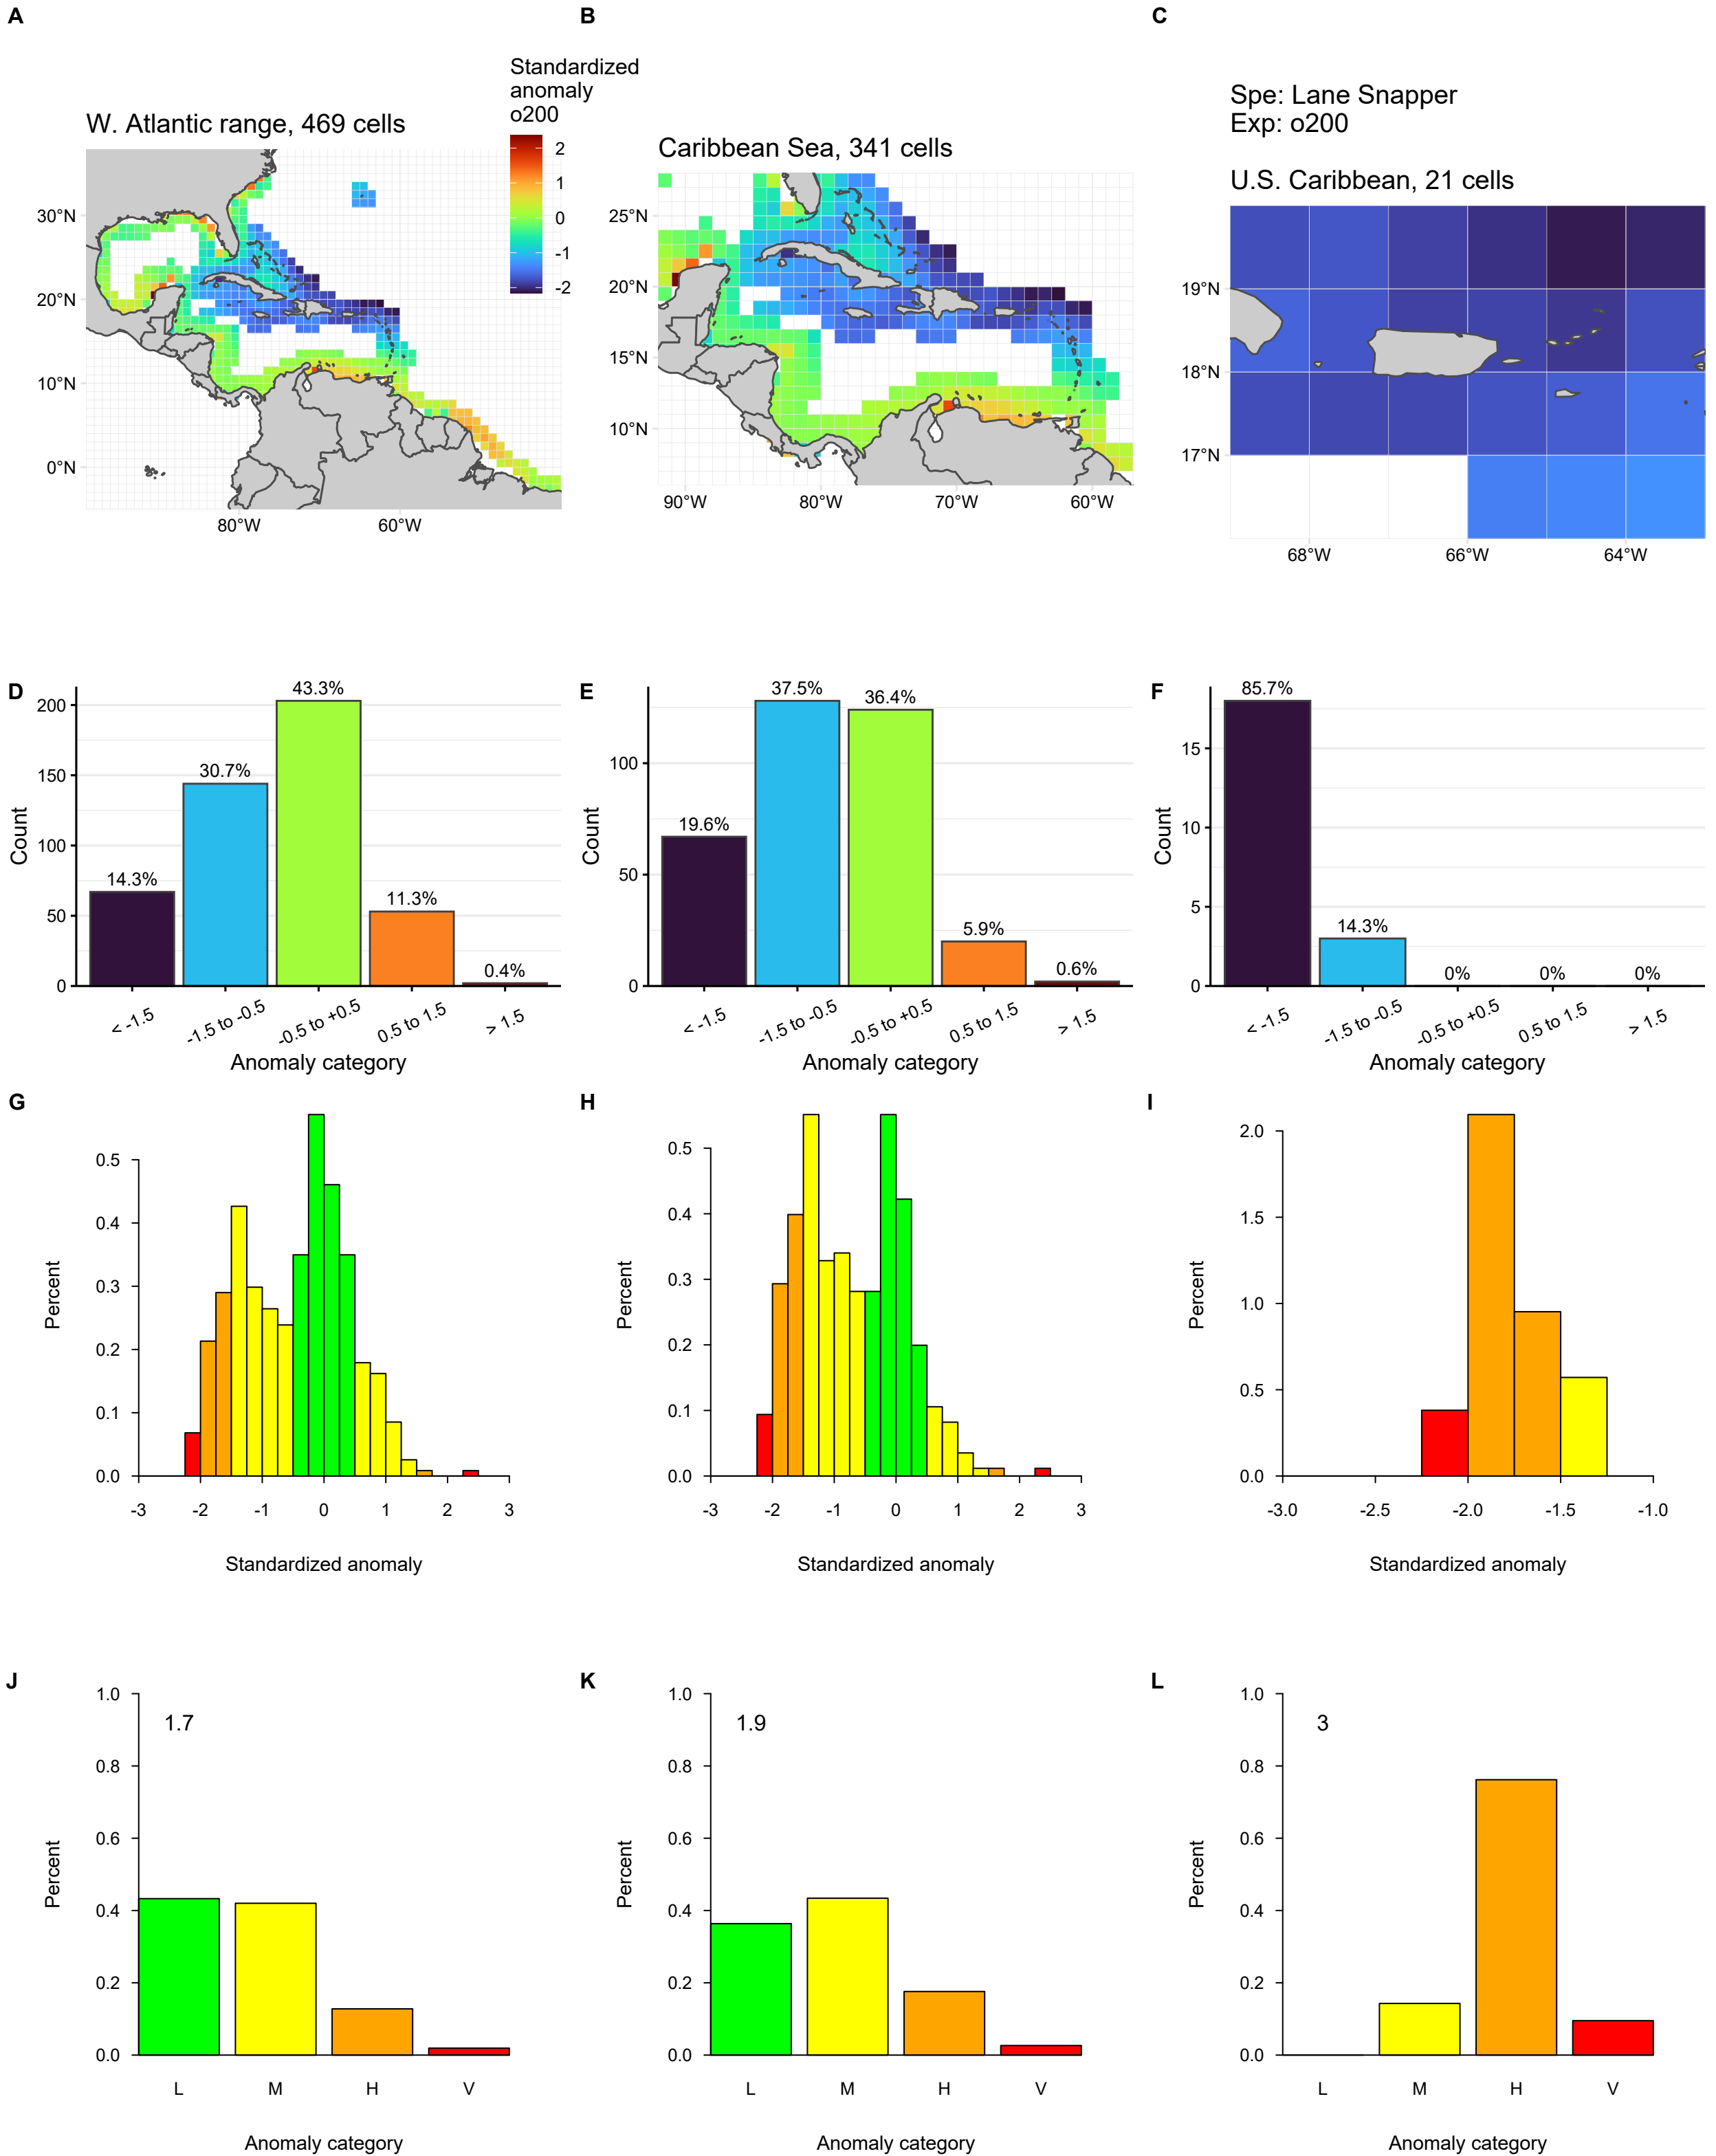 A
B
C
Standardized
anomaly
o200
2
1
0
-1
-2
W. Atlantic range, 469 cells
30°N
20°N
10°N
0°N
80°W
60°W
Caribbean Sea, 341 cells
25°N
20°N
15°N
10°N
90°W
80°W
70°W
60°W
Spe: Lane Snapper
Exp: o200
U.S. Caribbean, 21 cells
19°N
18°N
17°N
68°W
66°W
64°W
D
Count
200
150
100
50
0
14.3%
30.7%
43.3%
11.3%
0.4%
< -1.5
-1.5 to -0.5
-0.5 to +0.5
0.5 to 1.5
> 1.5
Anomaly category
E
Count
100
50
0
19.6%
37.5%
36.4%
5.9%
0.6%
< -1.5
-1.5 to -0.5
-0.5 to +0.5
0.5 to 1.5
> 1.5
Anomaly category
F
Count
15
10
5
0
85.7%
14.3%
0%
0%
0%
< -1.5
-1.5 to -0.5
-0.5 to +0.5
0.5 to 1.5
> 1.5
Anomaly category
G
Percent
0.5
0.4
0.3
0.2
0.1
0.0
-3
-2
-1
0
1
2
3
Standardized anomaly
H
Percent
0.5
0.4
0.3
0.2
0.1
0.0
-3
-2
-1
0
1
2
3
Standardized anomaly
I
Percent
2.0
1.5
1.0
0.5
0.0
-3.0
-2.5
-2.0
-1.5
-1.0
Standardized anomaly
J
Percent
1.0
0.8
0.6
0.4
0.2
0.0
1.7
L
M
H
V
Anomaly category
K
Percent
1.0
0.8
0.6
0.4
0.2
0.0
1.9
L
M
H
V
Anomaly category
L
Percent
1.0
0.8
0.6
0.4
0.2
0.0
3
L
M
H
V
Anomaly category